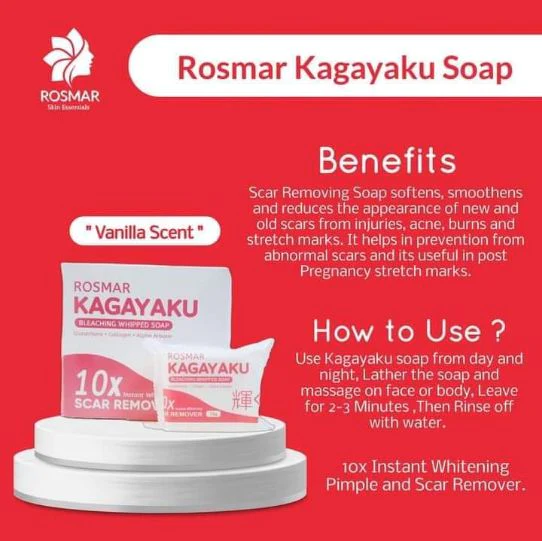 ROSMAR
Skin Essentials
Rosmar Kagayaku Soap
Benefits
Scar Removing Soap softens, smoothens
and reduces the appearance of new and
old scars from injuries, acne, burns and
stretch marks. It helps in prevention from
abnormal scars and its useful in post
Pregnancy stretch marks.
" Vanilla Scent "
ROSMAR
KAGAYAKU
BLEACHING WHIPPED SOAP
10x
SCAR REMOV
ROSMAR
KAGAYAKU
BLEACHING WHIPPED SOAP
0x
R REMOVER
輝
How to Use ?
Use Kagayaku soap from day and
night, Lather the soap and
massage on face or body, Leave
for 2-3 Minutes ,Then Rinse off
with water.
10x Instant Whitening
Pimple and Scar Remover.